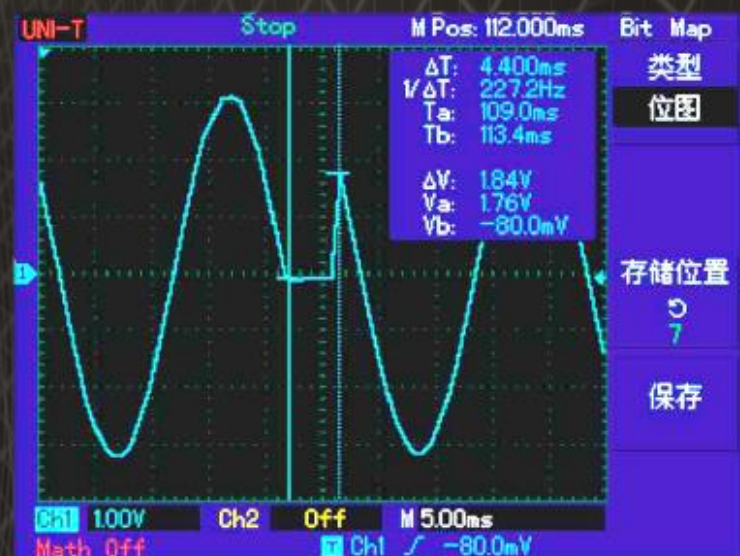 UNI-T Stop M Pos: 112.000ms Bit Map
类型
位图
ΔT: 4.400ms
1/ΔT: 227.2Hz
Ta: 109.0ms
Tb: 113.4ms
ΔV: 1.84V
Va: 1.76V
Vb: -80.0mV
1
存储位置
7
保存
Ch1 1.00V Ch2 Off M 5.00ms
Math Off T Ch1 -80.0mV